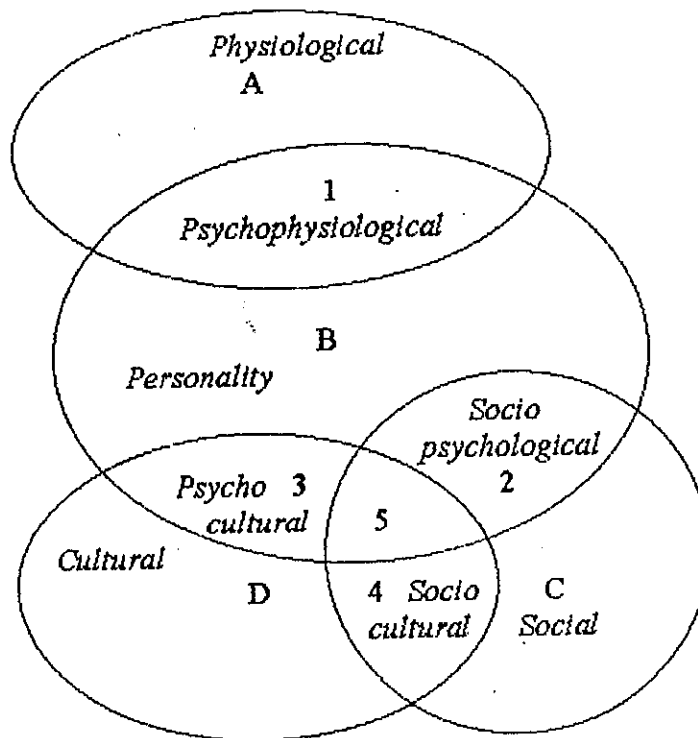 Physiological
A
1
Psychophysiological
B
Personality
Socio
psychological
2
Psycho 3
cultural
5
Cultural
D
4 Socio
cultural
C
Social